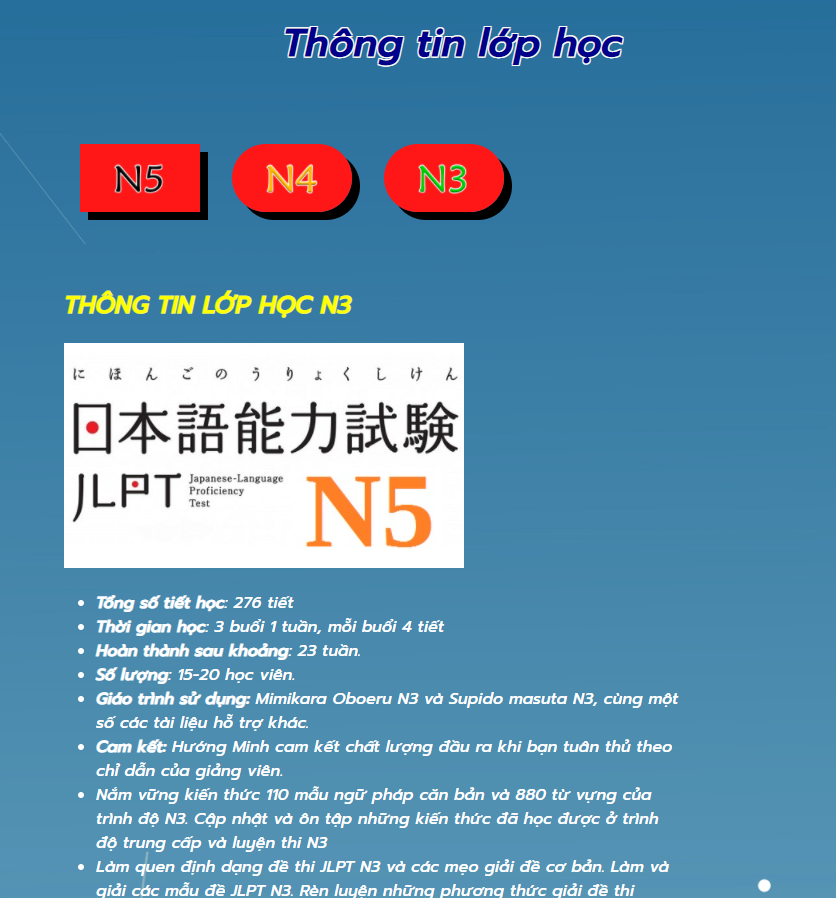 Thông tin lớp học
N5 N4 N3
THÔNG TIN LỚP HỌC N3
にほんごのうりょくしけん
日本語能力試験
JLPT Japanese-Language
Proficiency
Test
N5
Tổng số tiết học: 276 tiết
Thời gian học: 3 buổi 1 tuần, mỗi buổi 4 tiết
Hoàn thành sau khoảng: 23 tuần.
Số lượng: 15-20 học viên.
Giáo trình sử dụng: Mimikara Oboeru N3 và Supido masuta N3, cùng một
số các tài liệu hỗ trợ khác.
Cam kết: Hướng Minh cam kết chất lượng đầu ra khi bạn tuân thủ theo
chỉ dẫn của giảng viên.
Nắm vững kiến thức 110 mẫu ngữ pháp căn bản và 880 từ vựng của
trình độ N3. Cập nhật và ôn tập những kiến thức đã học được ở trình
độ trung cấp và luyện thi N3
Làm quen định dạng đề thi JLPT N3 và các mẹo giải đề cơ bản. Làm và
giải các mẫu đề JLPT N3. Rèn luyện những phương thức giải đề thi